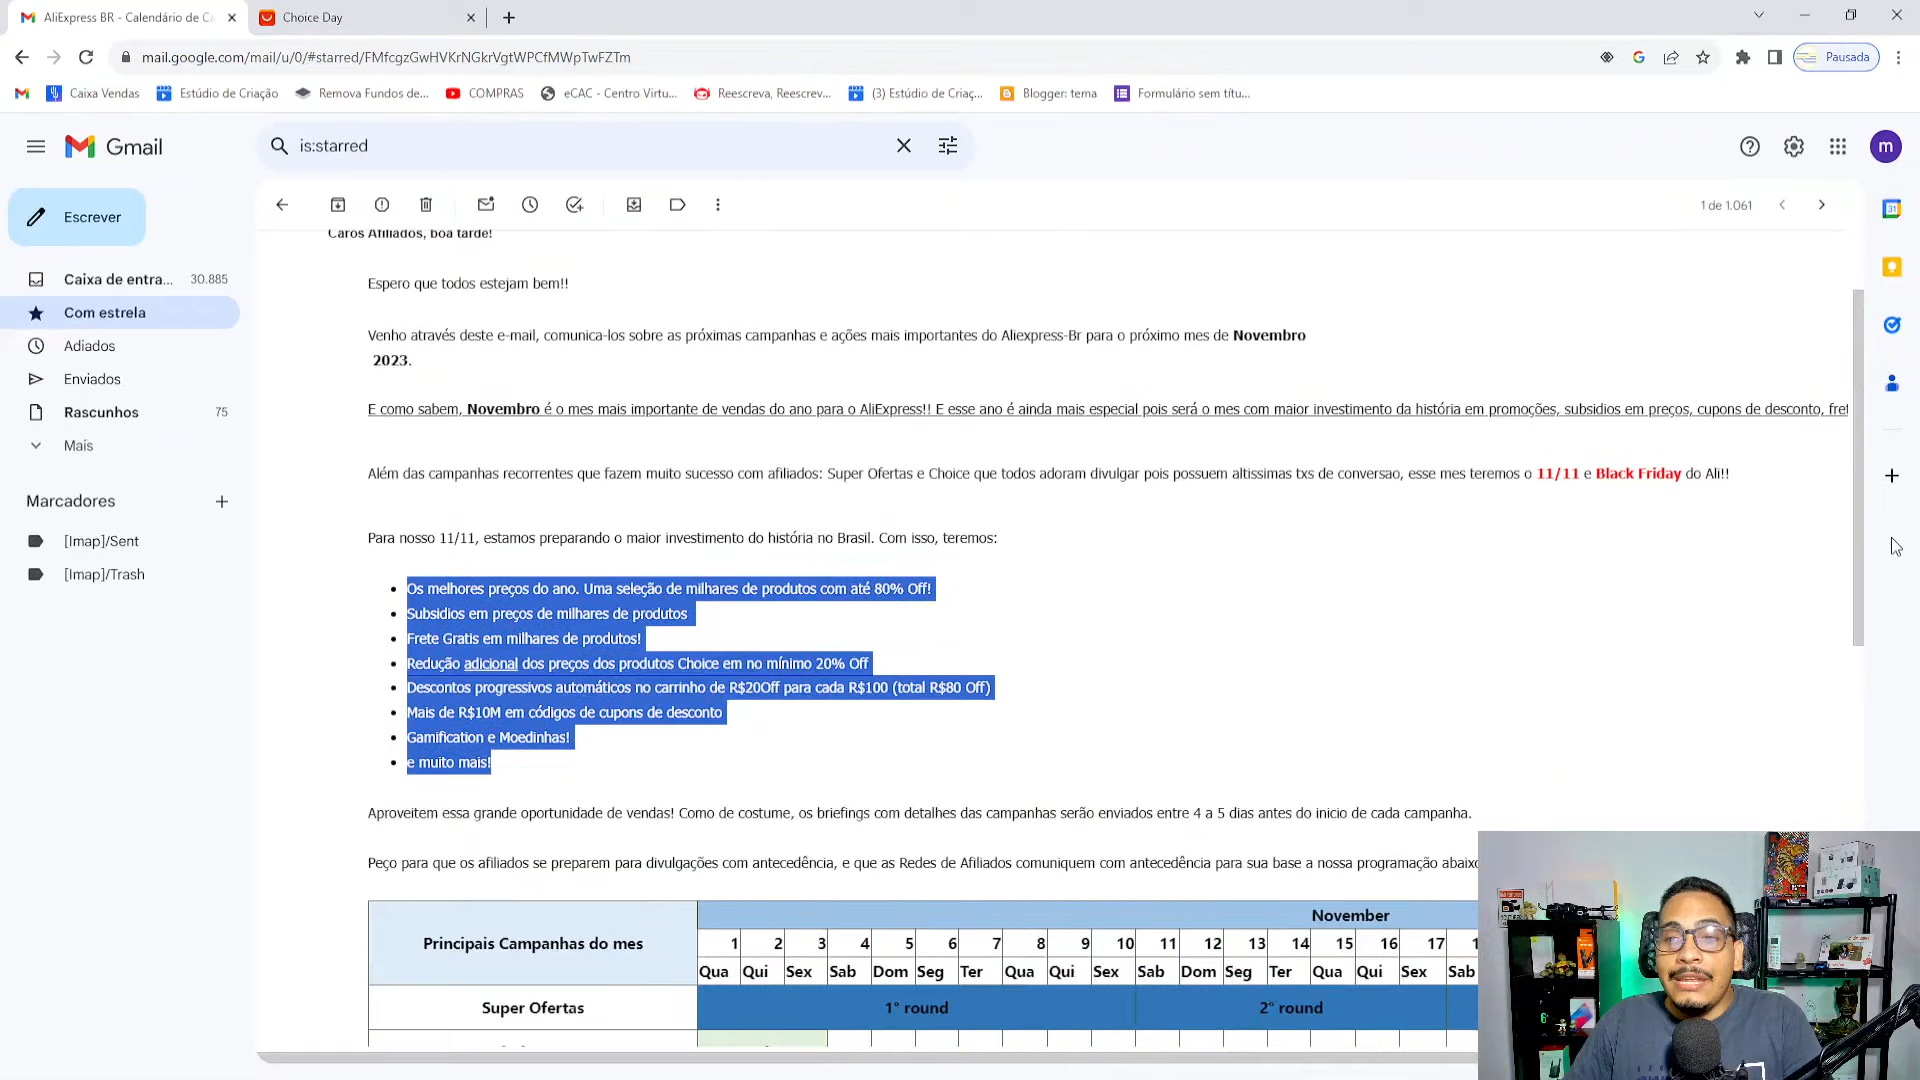 AliExpress BR - Calendário de C
Choice Day
mail.google.com/mail/u/0/#starred/FMfcgzGwHVKrNGkrVgtWPCfMWpTwFZTm
Pausada
Caixa Vendas
Estúdio de Criação
Remova Fundos de...
COMPRAS
eCAC - Centro Virtu...
Reescreva, Reescrev...
(3) Estúdio de Criaç...
Blogger: tema
Formulário sem títu...
Gmail
is:starred
m
Escrever
1 de 1.061
Caixa de entra... 30.885
Com estrela
Adiados
Enviados
Rascunhos 75
Mais
Marcadores
[Imap]/Sent
[Imap]/Trash
Caros Afiliados, boa tarde!
Espero que todos estejam bem!!
Venho através deste e-mail, comunica-los sobre as próximas campanhas e ações mais importantes do Aliexpress-Br para o próximo mes de Novembro
2023.
E como sabem, Novembro é o mes mais importante de vendas do ano para o AliExpress!! E esse ano é ainda mais especial pois será o mes com maior investimento da história em promoções, subsidios em preços, cupons de desconto, fret
Além das campanhas recorrentes que fazem muito sucesso com afiliados: Super Ofertas e Choice que todos adoram divulgar pois possuem altissimas txs de conversao, esse mes teremos o 11/11 e Black Friday do Ali!!
Para nosso 11/11, estamos preparando o maior investimento do história no Brasil. Com isso, teremos:
• Os melhores preços do ano. Uma seleção de milhares de produtos com até 80% Off!
• Subsidios em preços de milhares de produtos
• Frete Gratis em milhares de produtos!
• Redução adicional dos preços dos produtos Choice em no mínimo 20% Off
• Descontos progressivos automáticos no carrinho de R$20Off para cada R$100 (total R$80 Off)
• Mais de R$10M em códigos de cupons de desconto
• Gamification e Moedinhas!
• e muito mais!
Aproveitem essa grande oportunidade de vendas! Como de costume, os briefings com detalhes das campanhas serão enviados entre 4 a 5 dias antes do inicio de cada campanha.
Peço para que os afiliados se preparem para divulgações com antecedência, e que as Redes de Afiliados comuniquem com antecedência para sua base a nossa programação abaixo
Principais Campanhas do mes
November
1 2 3 4 5 6 7 8 9 10 11 12 13 14 15 16 17 1
Qua Qui Sex Sab Dom Seg Ter Qua Qui Sex Sab Dom Seg Ter Qua Qui Sex Sab
Super Ofertas 1° round 2° round